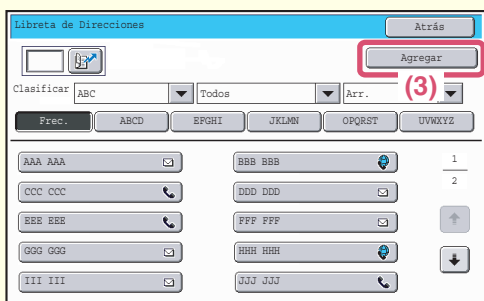 Libreta de Direcciones Atrás
Agregar
Clasificar ABC Todos Arr. (3)
Frec. ABCD EFGHI JKLMN OPQRST UVWXYZ
AAA AAA BBB BBB 1
CCC CCC DDD DDD 2
EEE EEE FFF FFF
GGG GGG HHH HHH
III III JJJ JJJ